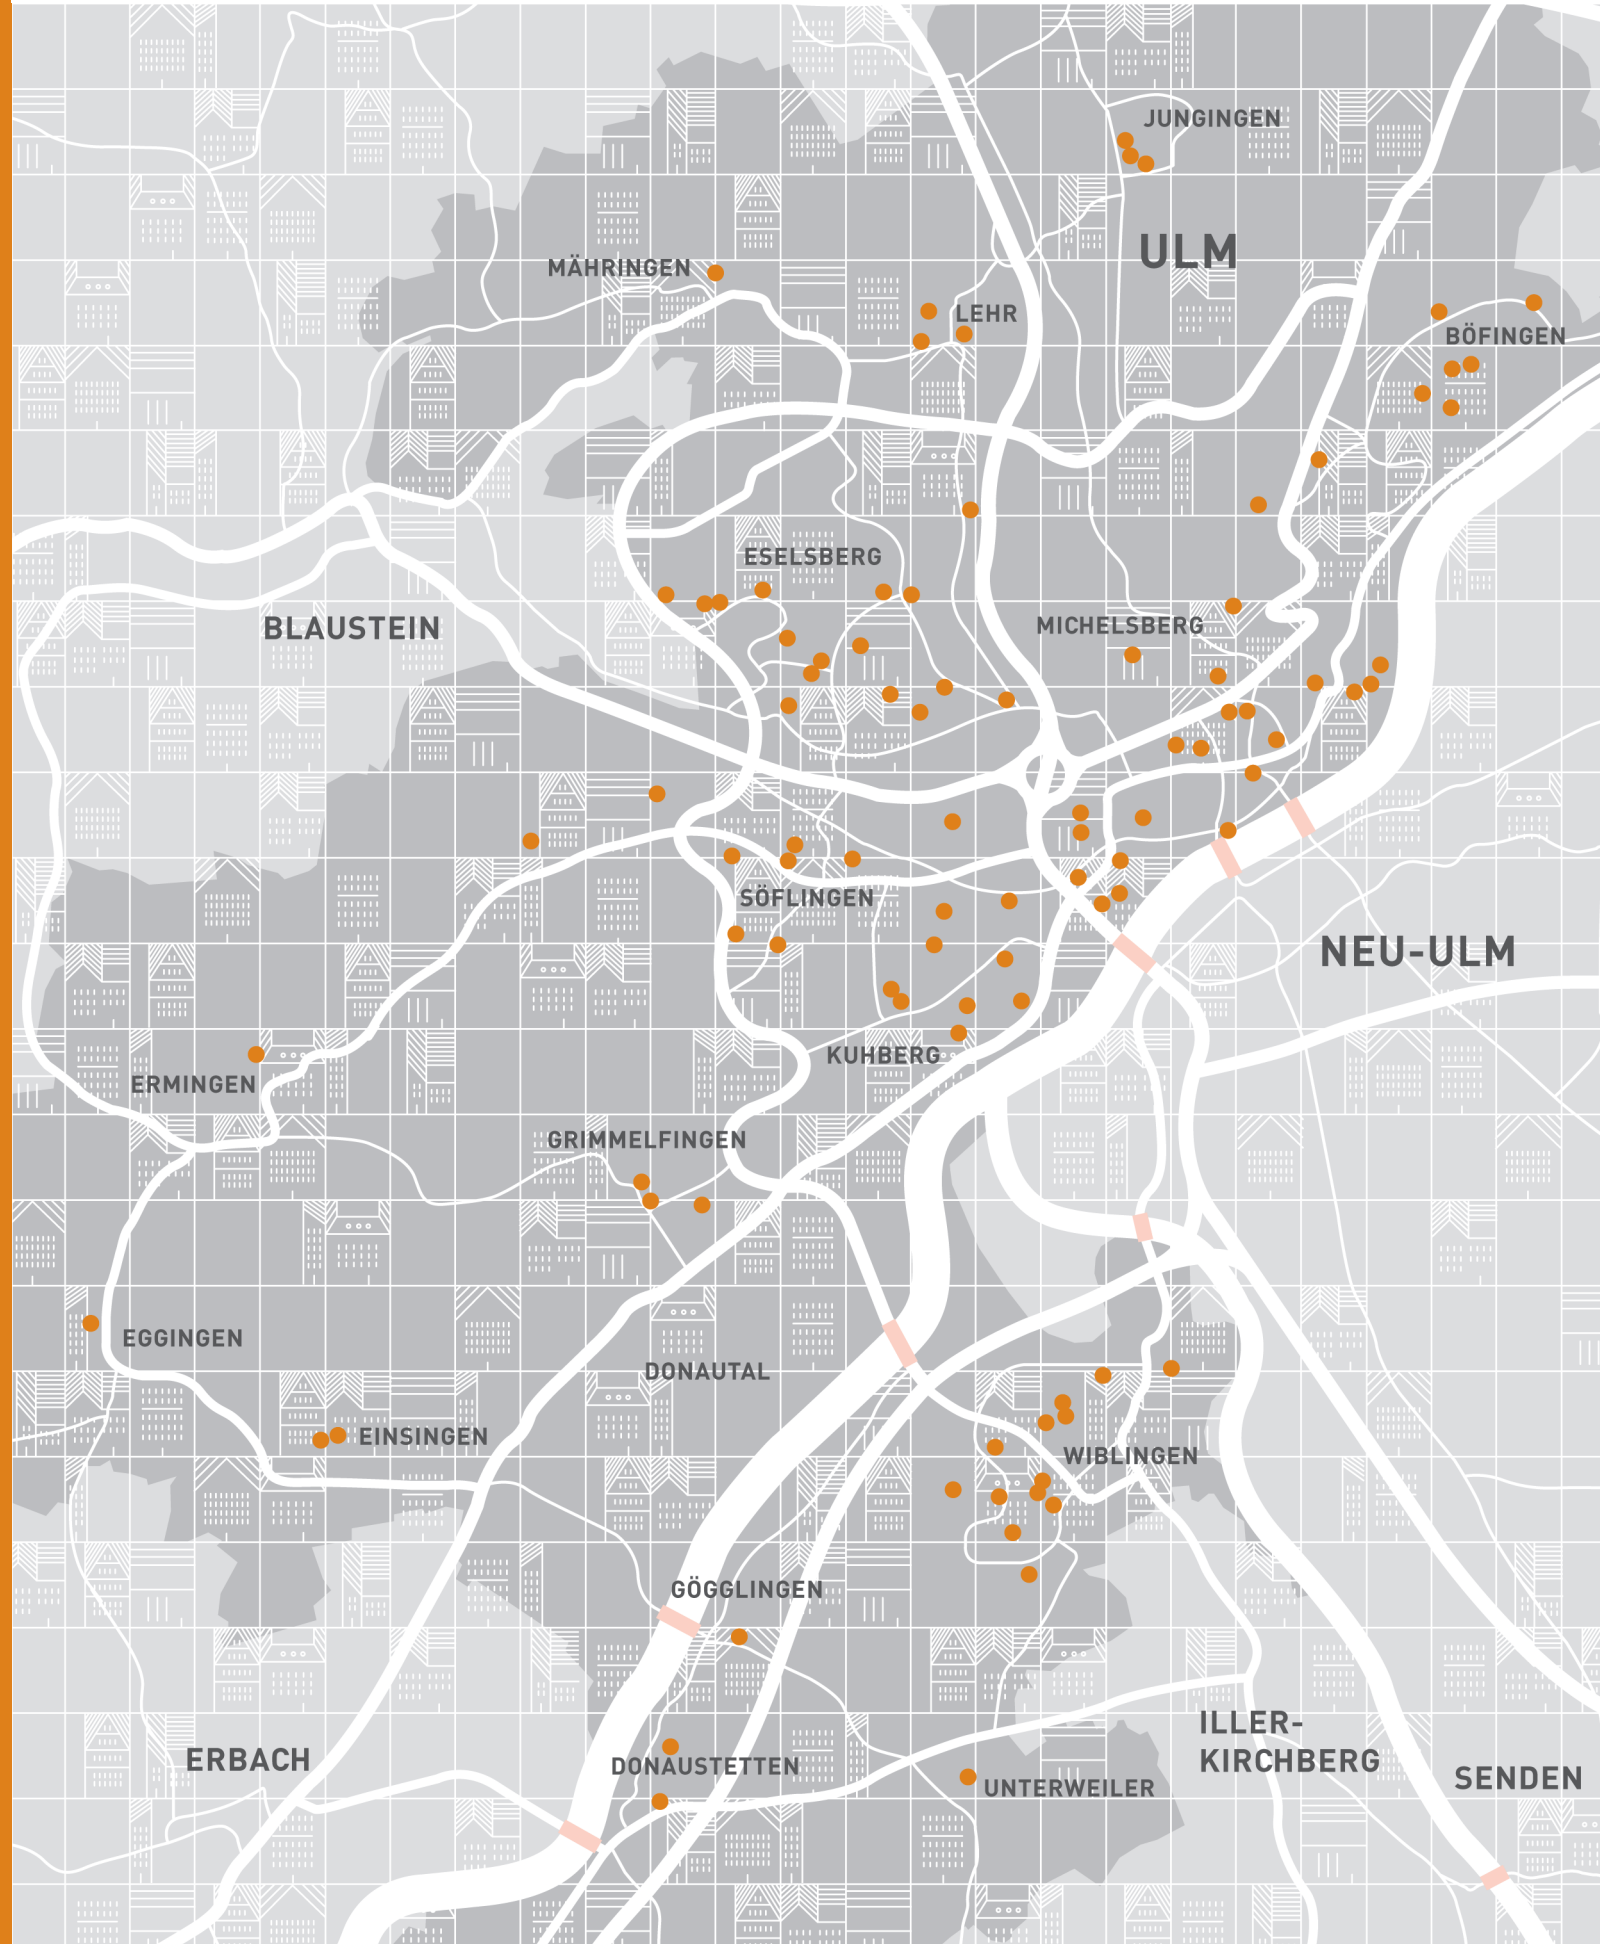 JUNGINGEN
ULM
MÄHRINGEN
LEHR
BÖFINGEN
ESELSBERG
BLAUSTEIN
MICHELSBERG
SÖFLINGEN
NEU-ULM
KUHBERG
ERMINGEN
GRIMMELFINGEN
EGGINGEN
DONAUTAL
EINSINGEN
WIBLINGEN
GÖGGLINGEN
ILLER-
KIRCHBERG
ERBACH
DONAUSTETTEN
SENDEN
UNTERWEILER